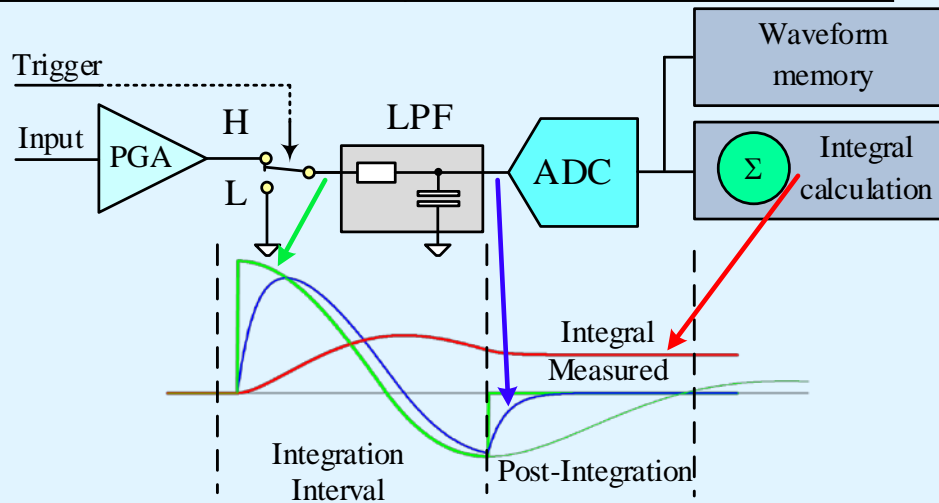 Waveform
memory
Trigger
H
LPF
Input
PGA
L
ADC
Σ
Integral
calculation
Integral
Measured
Integration
Interval
Post-Integration